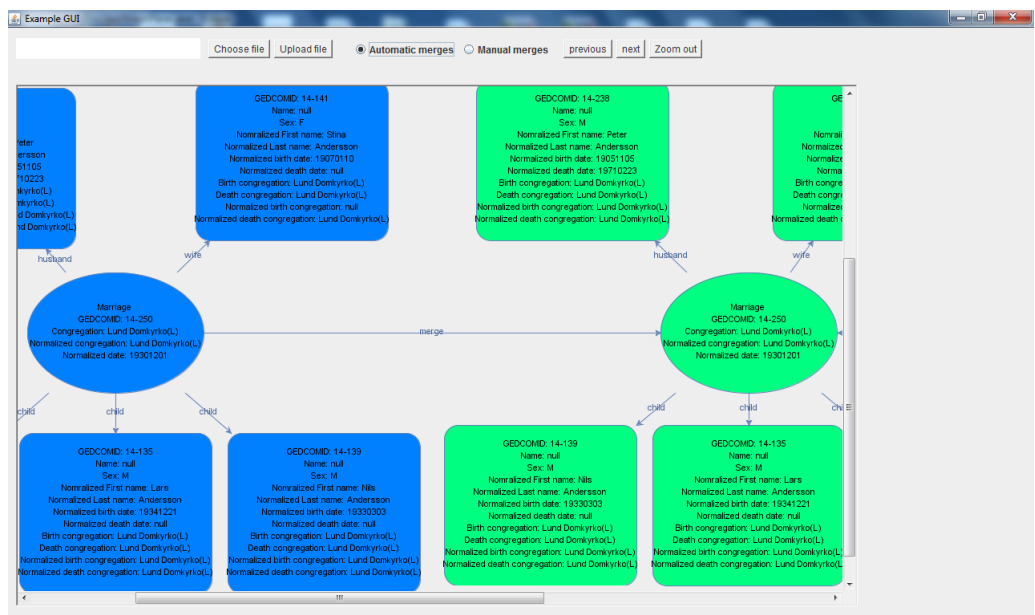 Example GUI
Choose file Upload file Automatic merges Manual merges previous next Zoom out
GEDCOMID: 14-141
Name: null
Sex: F
Nomralized First name: Stina
Normalized Last name: Andersson
Normalized birth date: 19070110
Normalized death date: null
Birth congregation: Lund Domkyrko(L)
Death congregation: Lund Domkyrko(L)
Normalized birth congregation: null
Normalized death congregation: Lund Domkyrko(L)
GEDCOMID: 14-238
Name: null
Sex: M
Nomralized First name: Peter
Normalized Last name: Andersson
Normalized birth date: 19051105
Normalized death date: 19710223
Birth congregation: Lund Domkyrko(L)
Death congregation: Lund Domkyrko(L)
Normalized birth congregation: Lund Domkyrko(L)
Normalized death congregation: Lund Domkyrko(L)
husband
wife
husband
wife
Marriage
GEDCOMID: 14-250
Congregation: Lund Domkyrko(L)
Normalized congregation: Lund Domkyrko(L)
Normalized date: 19301201
merge
Marriage
GEDCOMID: 14-250
Congregation: Lund Domkyrko(L)
Normalized congregation: Lund Domkyrko(L)
Normalized date: 19301201
child
child
child
child
child
GEDCOMID: 14-135
Name: null
Sex: M
Nomralized First name: Lars
Normalized Last name: Andersson
Normalized birth date: 19341221
Normalized death date: null
Birth congregation: Lund Domkyrko(L)
Death congregation: Lund Domkyrko(L)
Normalized birth congregation: Lund Domkyrko(L)
Normalized death congregation: Lund Domkyrko(L)
GEDCOMID: 14-139
Name: null
Sex: M
Nomralized First name: Nils
Normalized Last name: Andersson
Normalized birth date: 19330303
Normalized death date: null
Birth congregation: Lund Domkyrko(L)
Death congregation: Lund Domkyrko(L)
Normalized birth congregation: Lund Domkyrko(L)
Normalized death congregation: Lund Domkyrko(L)
GEDCOMID: 14-139
Name: null
Sex: M
Nomralized First name: Nils
Normalized Last name: Andersson
Normalized birth date: 19330303
Normalized death date: null
Birth congregation: Lund Domkyrko(L)
Death congregation: Lund Domkyrko(L)
Normalized birth congregation: Lund Domkyrko(L)
Normalized death congregation: Lund Domkyrko(L)
GEDCOMID: 14-135
Name: null
Sex: M
Nomralized First name: Lars
Normalized Last name: Andersson
Normalized birth date: 19341221
Normalized death date: null
Birth congregation: Lund Domkyrko(L)
Death congregation: Lund Domkyrko(L)
Normalized birth congregation: Lund Domkyrko(L)
Normalized death congregation: Lund Domkyrko(L